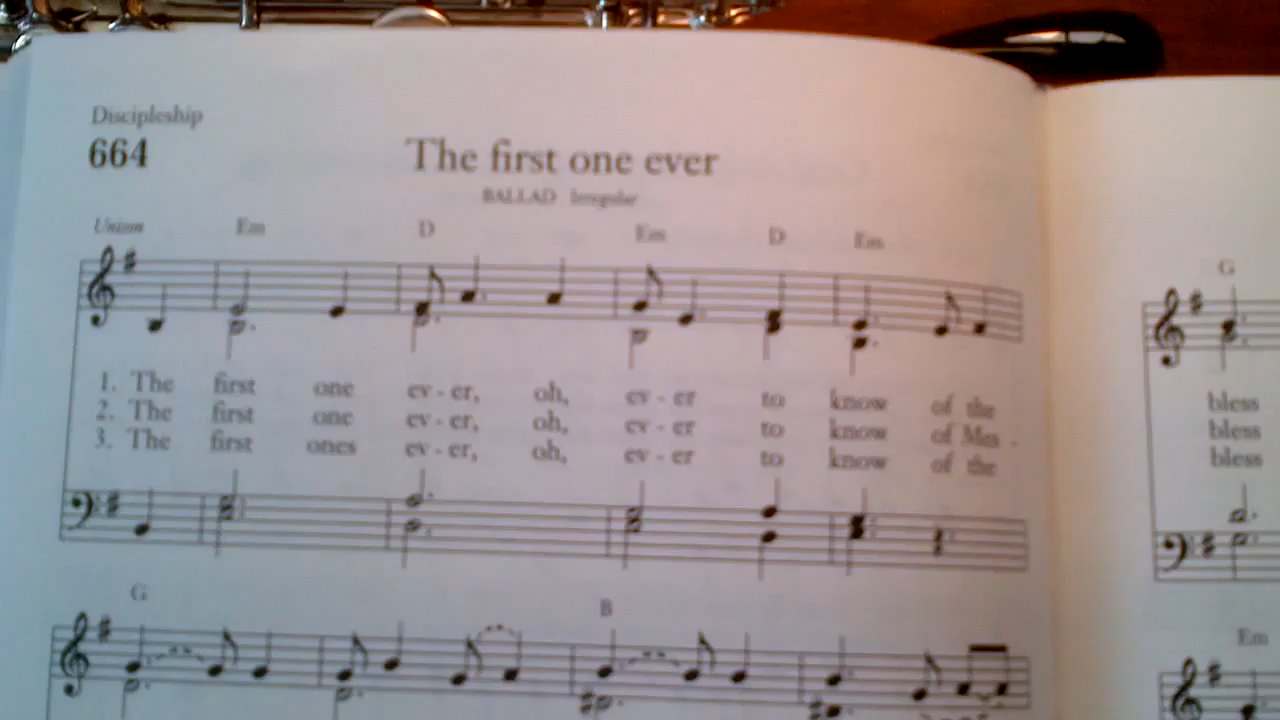 Discipleship
664
The first one ever
BALLAD Irregular
Unison Em D Em D Em
1. The first one ev - er, oh, ev - er to know of the
2. The first one ev - er, oh, ev - er to know of Mes -
3. The first ones ev - er, oh, ev - er to know of the
G B
G
bless
bless
bless
Em